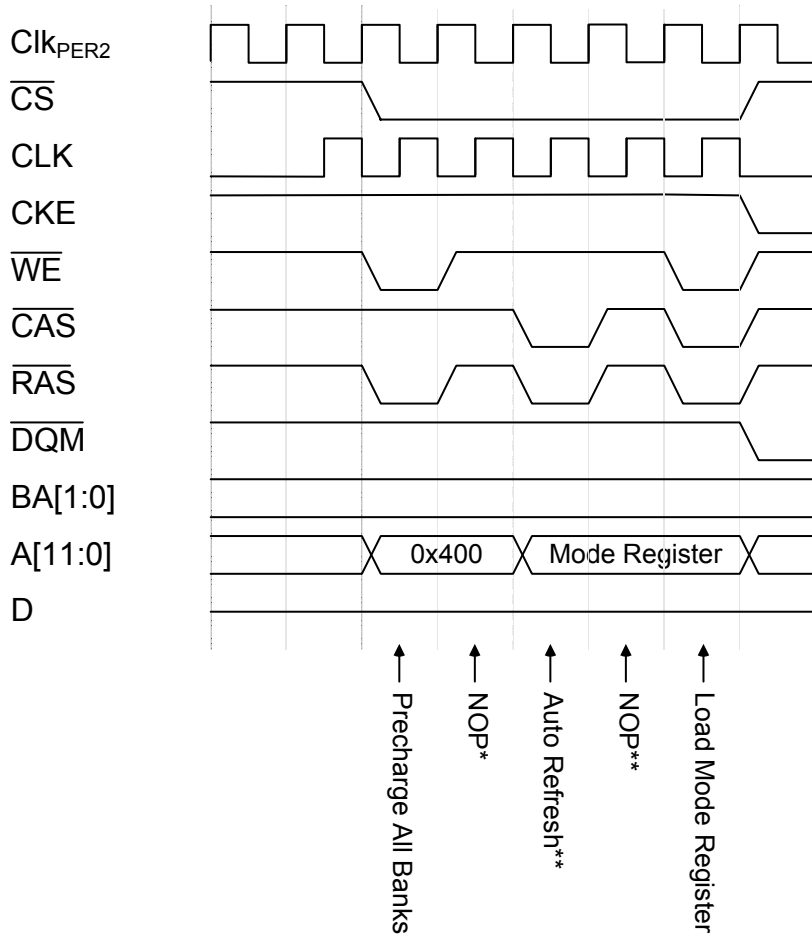 ClkPER2
CS
CLK
CKE
WE
CAS
RAS
DQM
BA[1:0]
A[11:0] 0x400 Mode Register
D
Precharge All Banks
NOP*
Auto Refresh**
NOP**
Load Mode Register